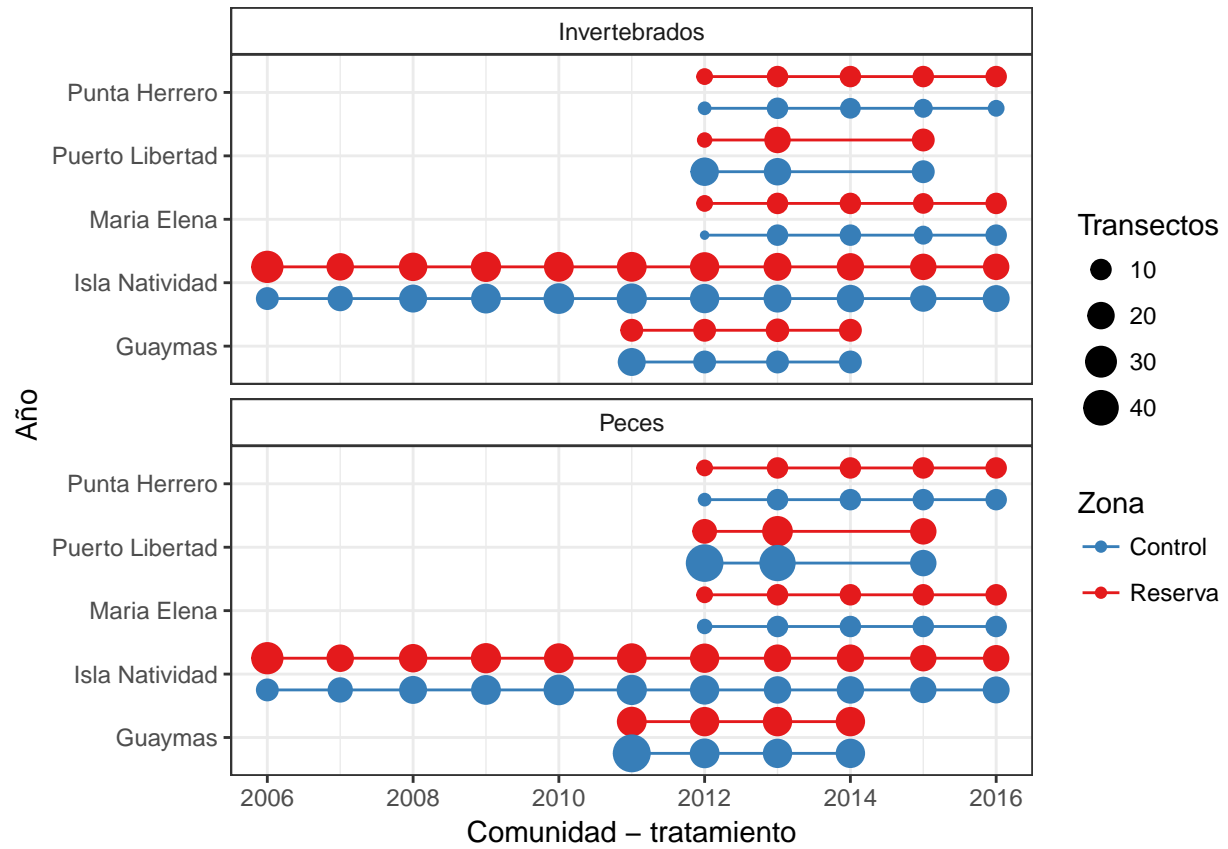 Invertebrados
Punta Herrero
Puerto Libertad
Maria Elena
Isla Natividad
Guaymas
Peces
Punta Herrero
Puerto Libertad
Maria Elena
Isla Natividad
Guaymas
2006 2008 2010 2012 2014 2016
Comunidad − tratamiento
Año
Transectos
10
20
30
40
Zona
Control
Reserva